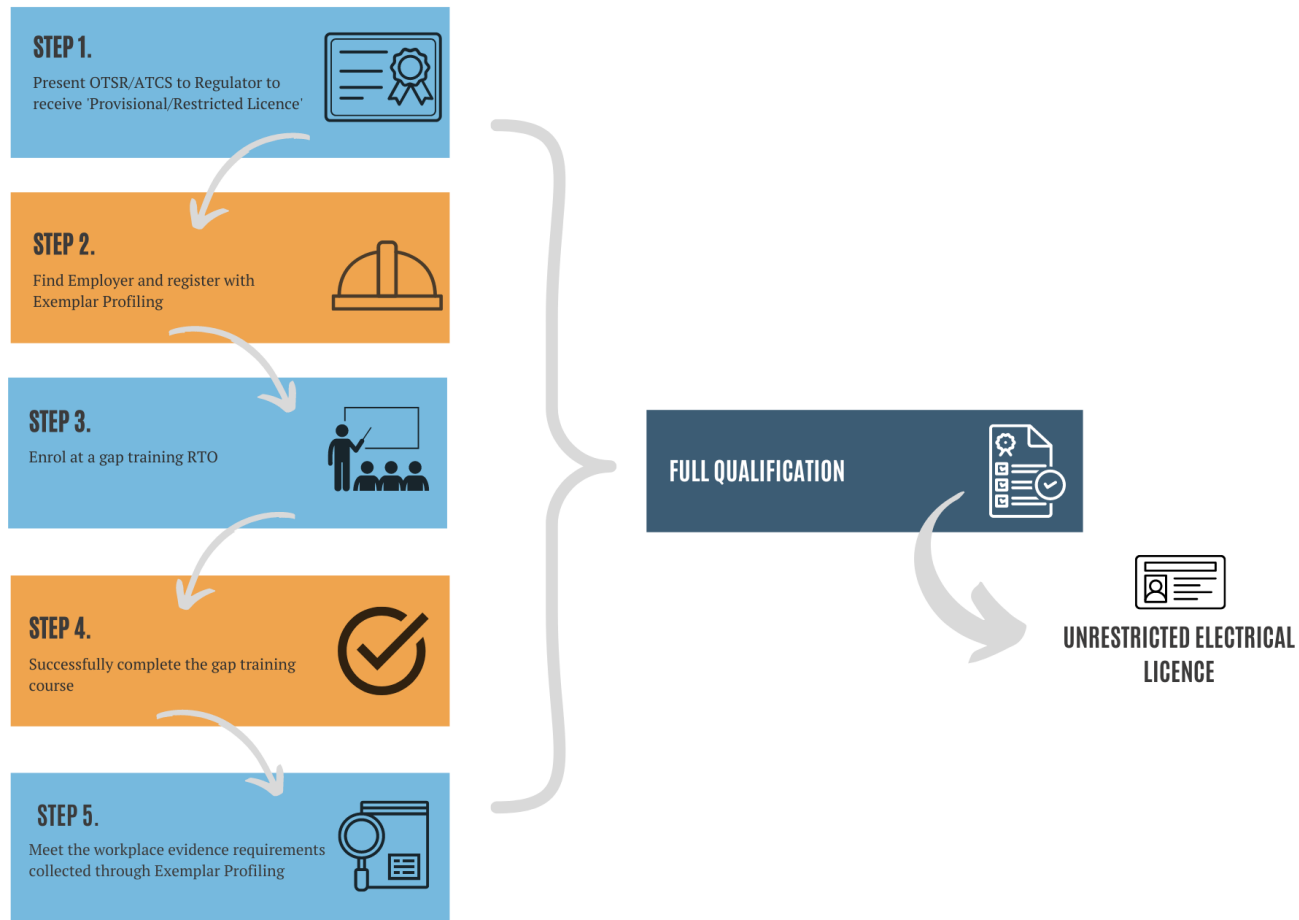 STEP 1.
Present OTSR/ATCS to Regulator to
receive 'Provisional/Restricted Licence'
STEP 2.
Find Employer and register with
Exemplar Profiling
STEP 3.
Enrol at a gap training RTO
STEP 4.
Successfully complete the gap training
course
STEP 5.
Meet the workplace evidence requirements
collected through Exemplar Profiling
FULL QUALIFICATION
UNRESTRICTED ELECTRICAL
LICENCE